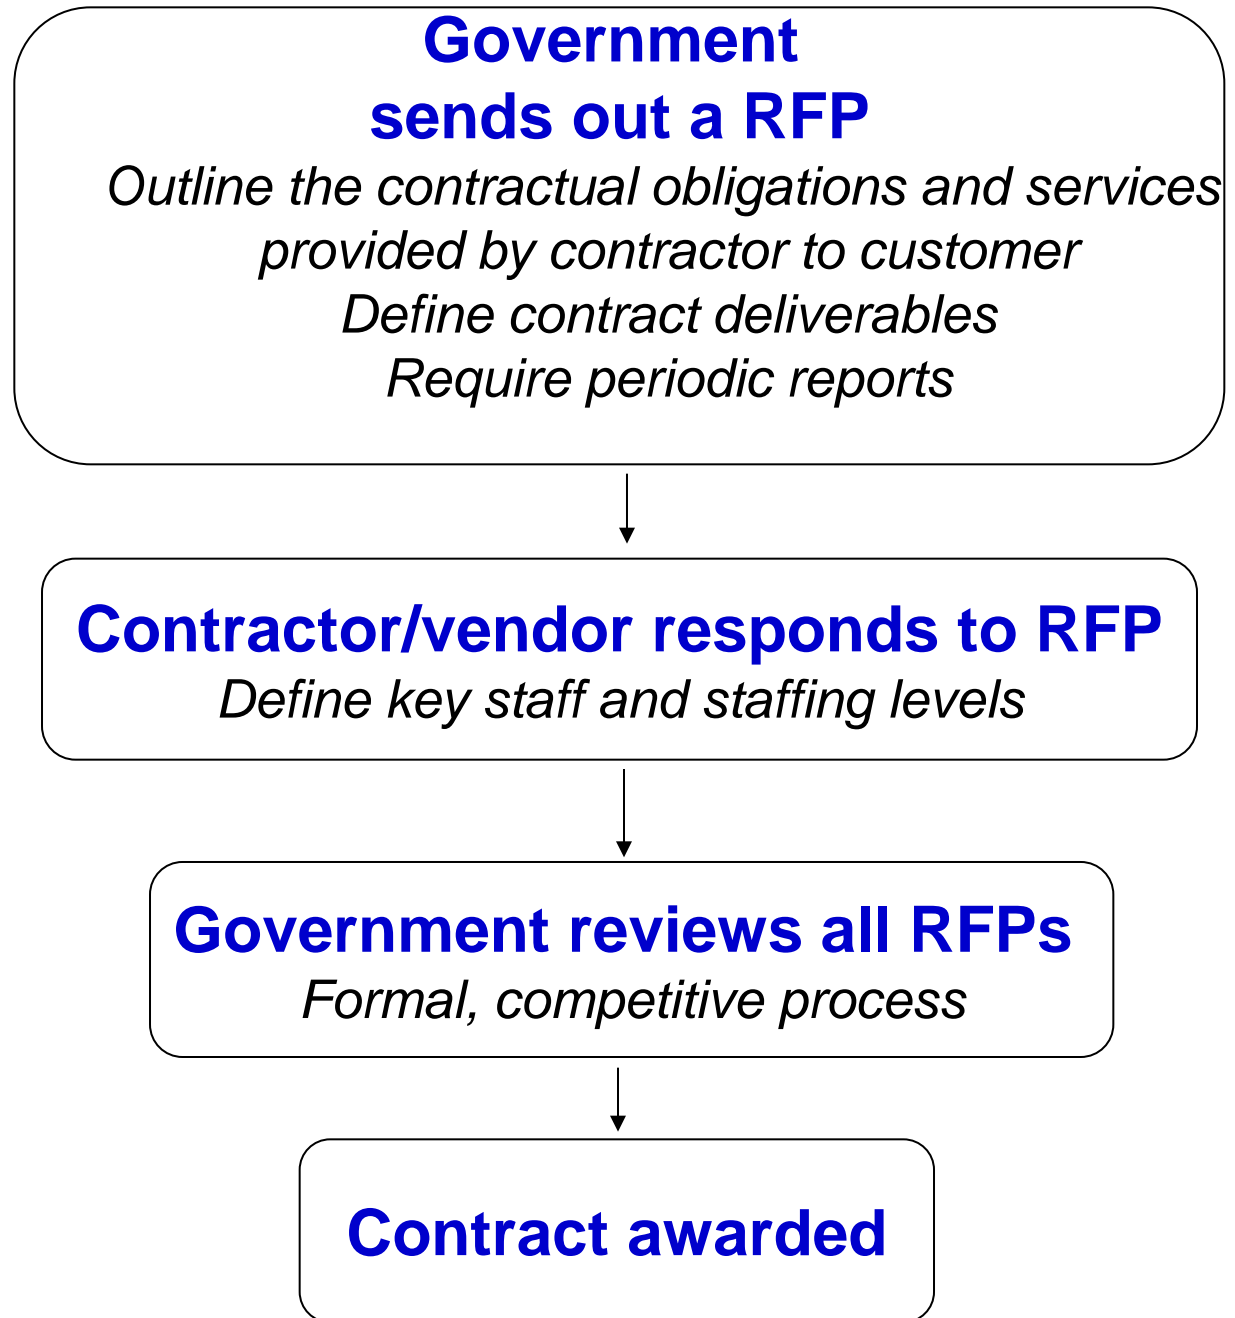 Government
sends out a RFP
Outline the contractual obligations and services
provided by contractor to customer
Define contract deliverables
Require periodic reports
Contractor/vendor responds to RFP
Define key staff and staffing levels
Government reviews all RFPs
Formal, competitive process
Contract awarded